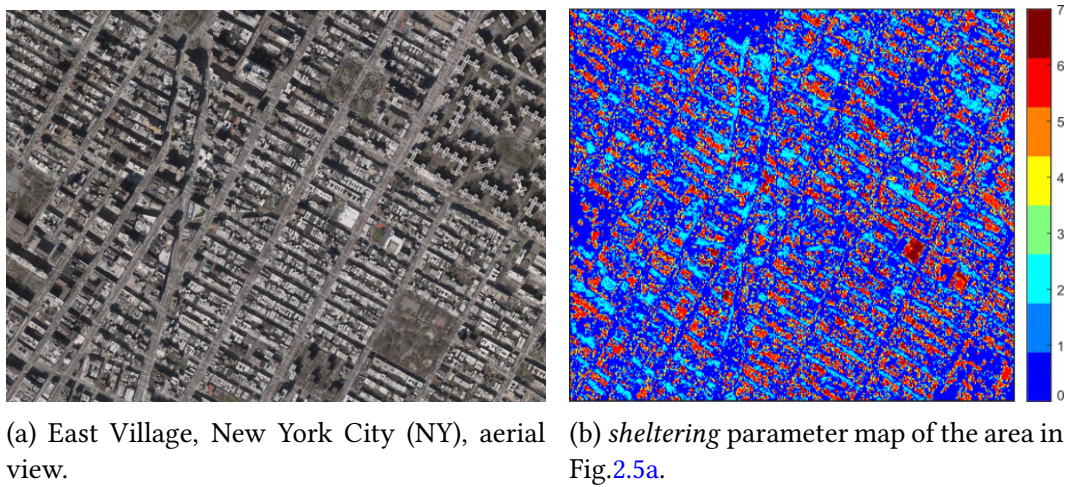 7
6
5
4
3
2
1
0
(a) East Village, New York City (NY), aerial
view.
(b) sheltering parameter map of the area in
Fig.2.5a.